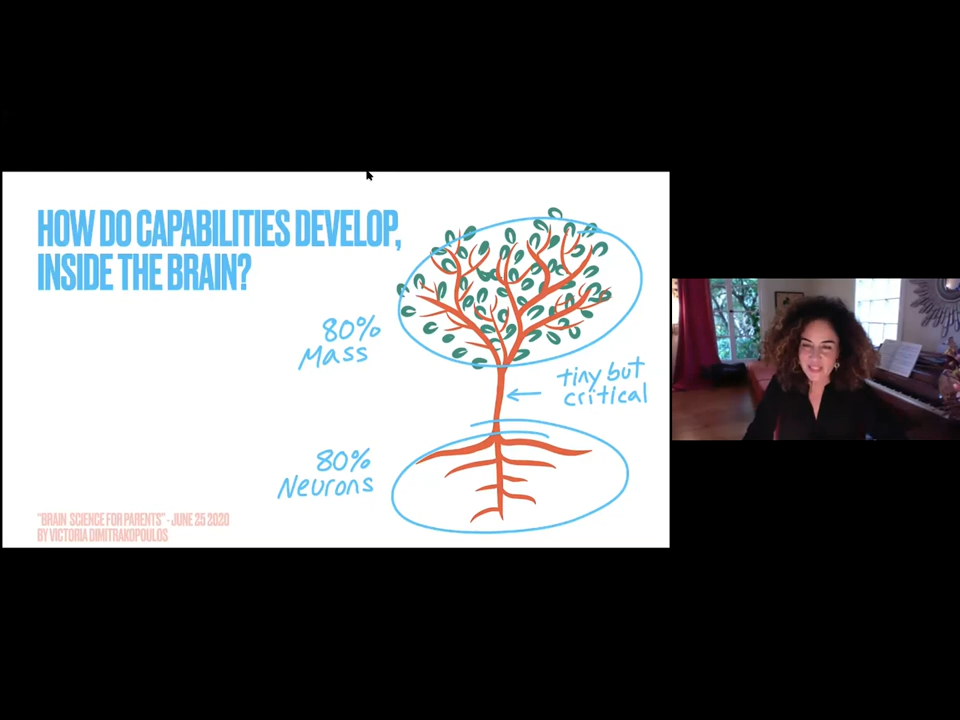 HOW DO CAPABILITIES DEVELOP,
INSIDE THE BRAIN?
80%
Mass
tiny but
critical
80%
Neurons
"BRAIN SCIENCE FOR PARENTS" - JUNE 25 2020
BY VICTORIA DIMITRAKOPOULOS